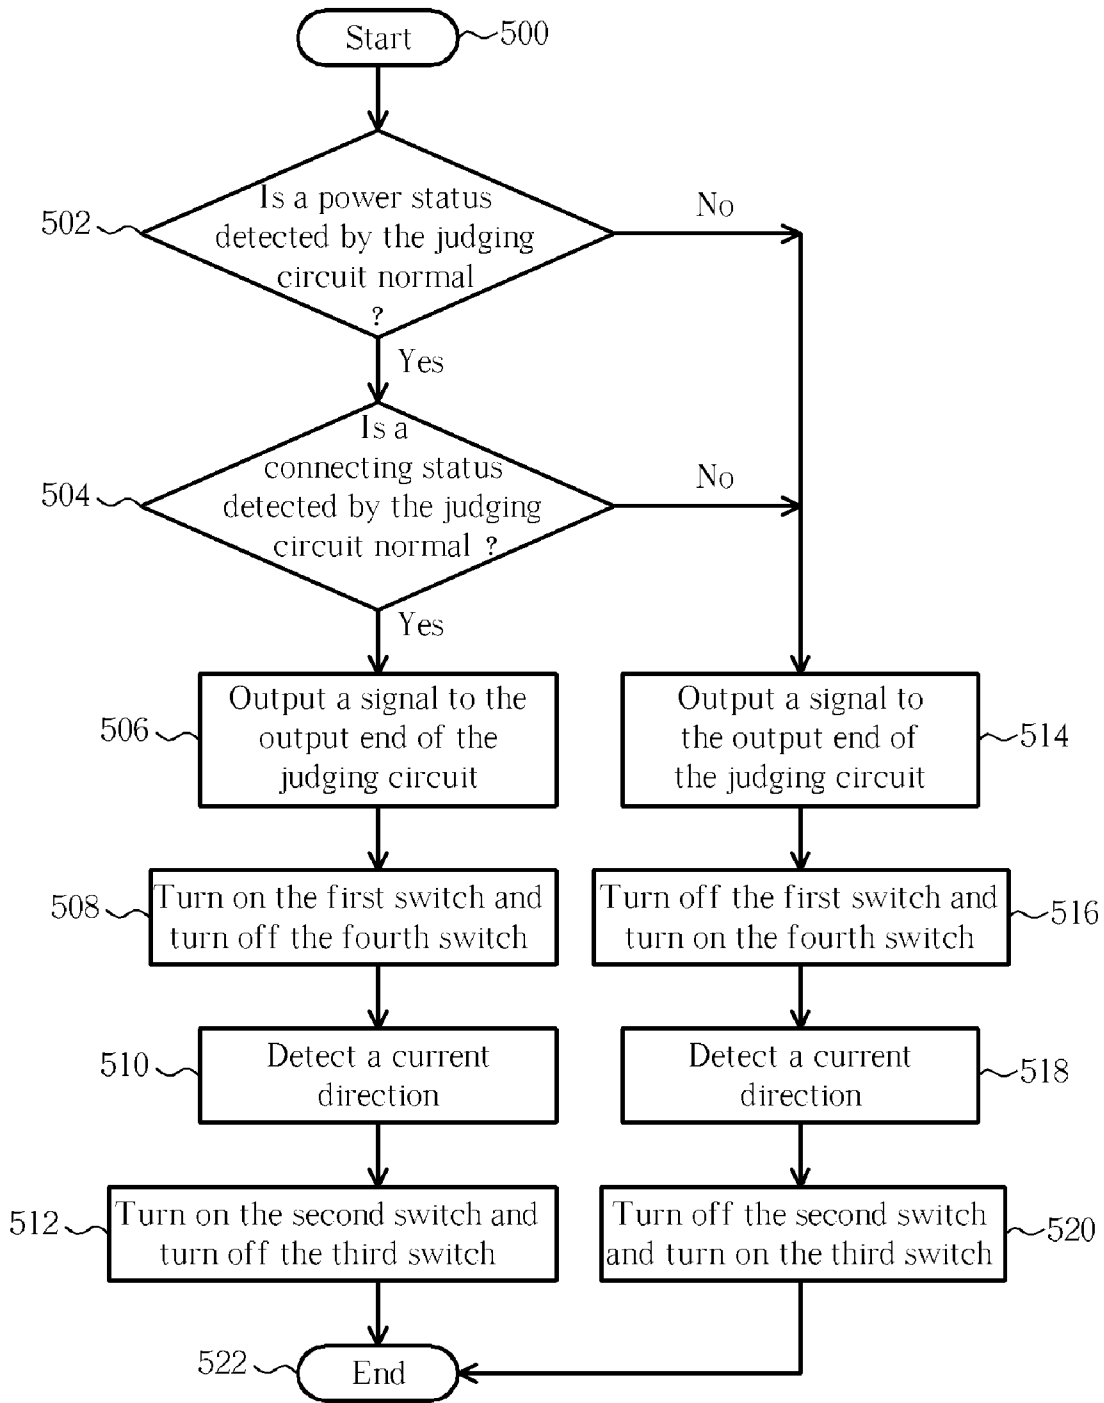 Start
500
Is a power status
detected by the judging
circuit normal
?
502
No
Yes
Is a
connecting status
detected by the judging
circuit normal ?
504
No
Yes
Output a signal to the
output end of the
judging circuit
506
Output a signal to
the output end of
the judging circuit
514
Turn on the first switch and
turn off the fourth switch
508
Turn off the first switch and
turn on the fourth switch
516
Detect a current
direction
510
Detect a current
direction
518
Turn on the second switch and
turn off the third switch
512
Turn off the second switch
and turn on the third switch
520
End
522